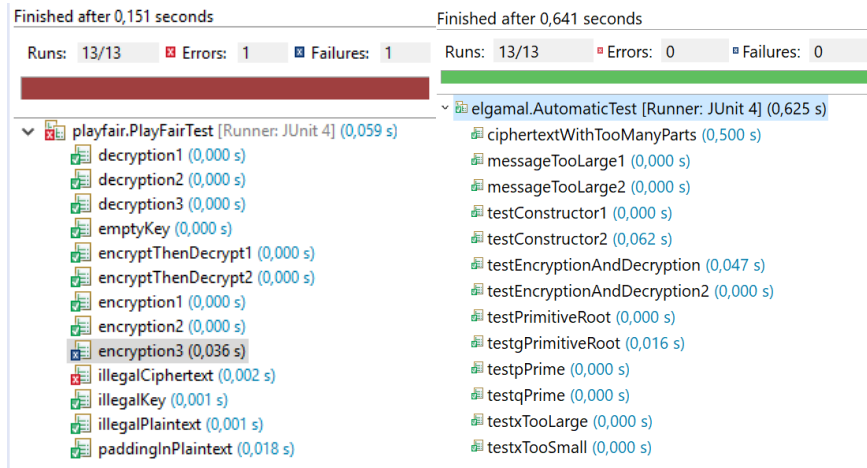 Finished after 0,151 seconds
Runs: 13/13 Errors: 1 Failures: 1
playfair.PlayFairTest [Runner: JUnit 4] (0,059 s)
decryption1 (0,000 s)
decryption2 (0,000 s)
decryption3 (0,000 s)
emptyKey (0,000 s)
encryptThenDecrypt1 (0,000 s)
encryptThenDecrypt2 (0,000 s)
encryption1 (0,000 s)
encryption2 (0,000 s)
encryption3 (0,036 s)
illegalCiphertext (0,002 s)
illegalKey (0,001 s)
illegalPlaintext (0,001 s)
paddingInPlaintext (0,018 s)
Finished after 0,641 seconds
Runs: 13/13 Errors: 0 Failures: 0
elgamal.AutomaticTest [Runner: JUnit 4] (0,625 s)
ciphertextWithTooManyParts (0,500 s)
messageTooLarge1 (0,000 s)
messageTooLarge2 (0,000 s)
testConstructor1 (0,000 s)
testConstructor2 (0,062 s)
testEncryptionAndDecryption (0,047 s)
testEncryptionAndDecryption2 (0,000 s)
testPrimitiveRoot (0,000 s)
testgPrimitiveRoot (0,016 s)
testpPrime (0,000 s)
testqPrime (0,000 s)
testxTooLarge (0,000 s)
testxTooSmall (0,000 s)